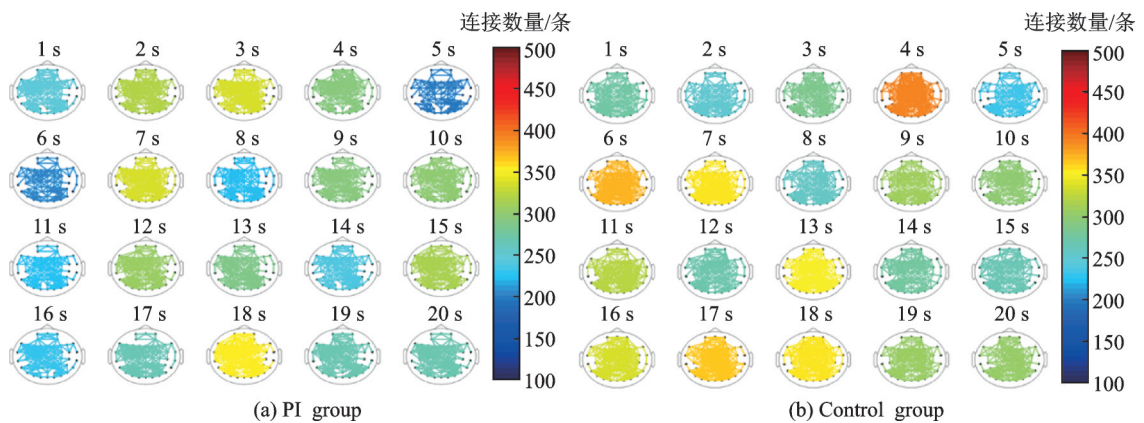 连接数量/条
1 s 2 s 3 s 4 s 5 s
6 s 7 s 8 s 9 s 10 s
11 s 12 s 13 s 14 s 15 s
16 s 17 s 18 s 19 s 20 s
500
450
400
350
300
250
200
150
100
(a) PI group
连接数量/条
1 s 2 s 3 s 4 s 5 s
6 s 7 s 8 s 9 s 10 s
11 s 12 s 13 s 14 s 15 s
16 s 17 s 18 s 19 s 20 s
500
450
400
350
300
250
200
150
100
(b) Control group